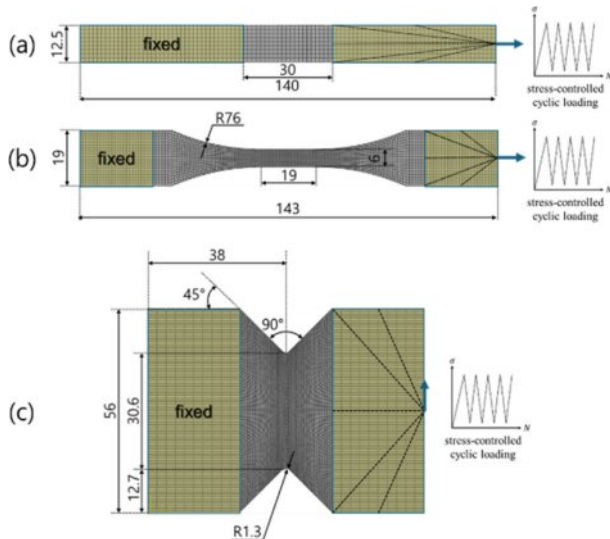 (a)
12.5
fixed
30
140
σ
N
stress-controlled
cyclic loading
R76
(b)
19
fixed
6
19
143
σ
N
stress-controlled
cyclic loading
38
45°
90°
(c)
56
30.6
12.7
fixed
R1.3
σ
N
stress-controlled
cyclic loading